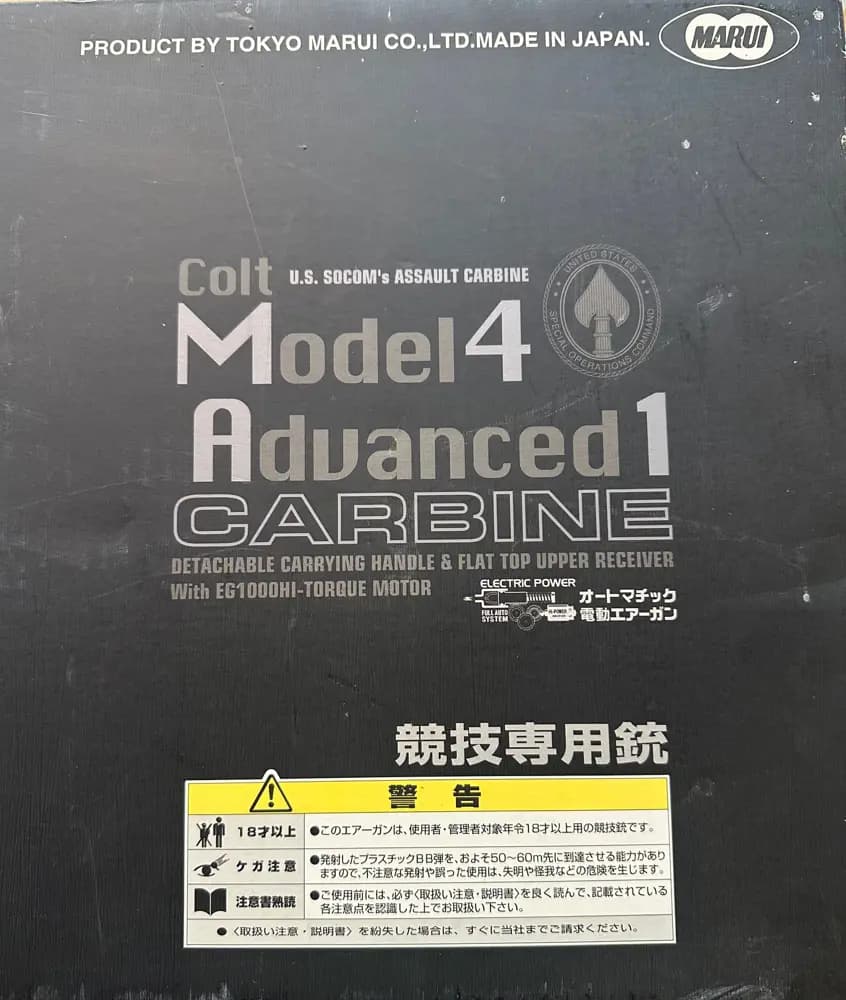 PRODUCT BY TOKYO MARUI CO.,LTD.MADE IN JAPAN.
MARUI
Colt U.S. SOCOM's ASSAULT CARBINE
UNITED STATES
SPECIAL OPERATIONS COMMAND
Model 4
Advanced 1
CARBINE
DETACHABLE CARRYING HANDLE & FLAT TOP UPPER RECEIVER
With EG1000HI-TORQUE MOTOR
ELECTRIC POWER
FULL AUTO
SYSTEM
HI-POWER
オートマチック
電動エアーガン
競技専用銃
警告
18才以上
●このエアーガンは、使用者・管理者対象年令18才以上用の競技銃です。
ケガ注意
●発射したプラスチックBB弾を、およそ50〜60m先に到達させる能力があり
ますので、不注意な発射や誤った使用は、失明や怪我などの危険を生じます。
注意書熟読
●ご使用前には、必ず〈取扱い注意・説明書〉を良く読んで、記載されている
各注意点を認識した上でお取扱い下さい。
●〈取扱い注意・説明書〉を紛失した場合は、すぐに当社までご請求ください。